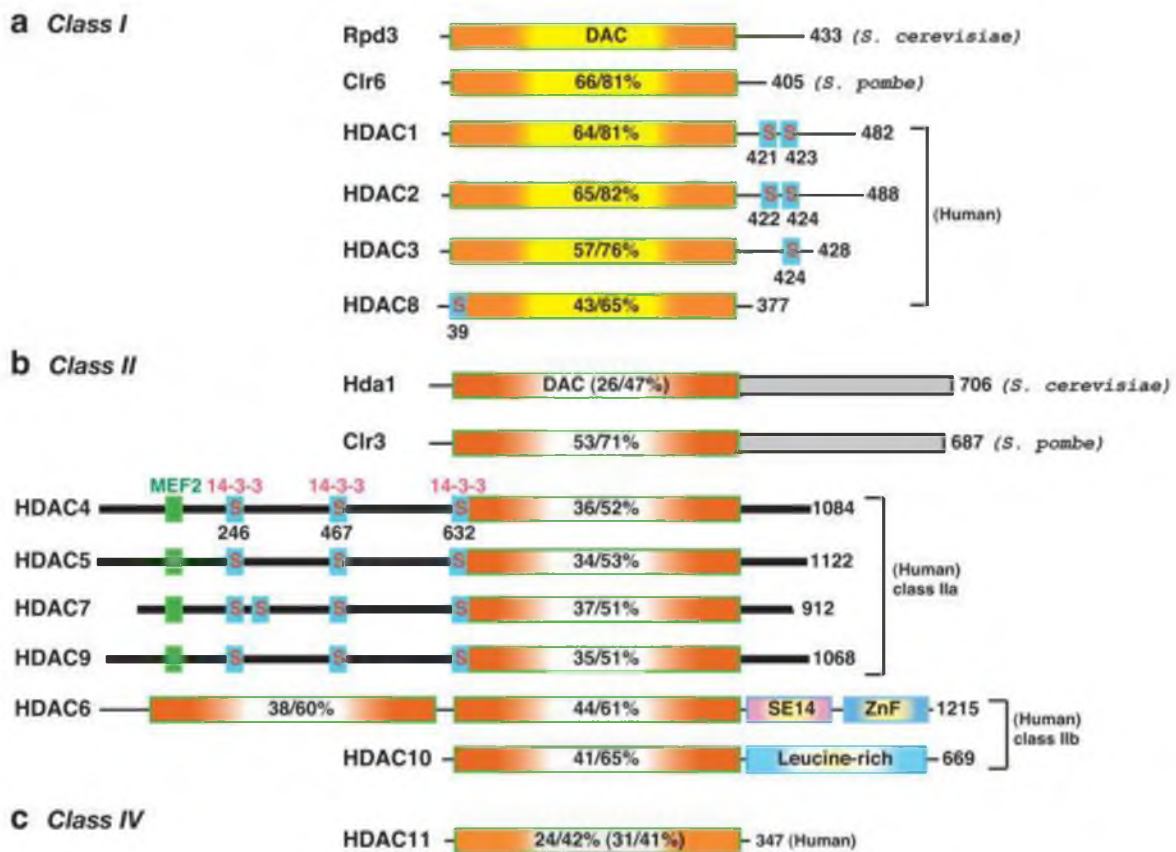 a Class I
Rpd3 DAC 433 (S. cerevisiae)
Clr6 66/81% 405 (S. pombe)
HDAC1 64/81% S S 482
421 423
HDAC2 65/82% S S 488
422 424
(Human)
HDAC3 57/76% S 428
424
HDAC8 S 43/65% 377
39
b Class II
Hda1 DAC (26/47%) 706 (S. cerevisiae)
Clr3 53/71% 687 (S. pombe)
MEF2 14-3-3 14-3-3 14-3-3
HDAC4 S S S 36/52% 1084
246 467 632
HDAC5 S S S 34/53% 1122
(Human)
class IIa
HDAC7 S S S S 37/51% 912
HDAC9 S S S 35/51% 1068
HDAC6 38/60% 44/61% SE14 ZnF 1215
(Human)
class IIb
HDAC10 41/65% Leucine-rich 669
c Class IV
HDAC11 24/42% (31/41%) 347 (Human)